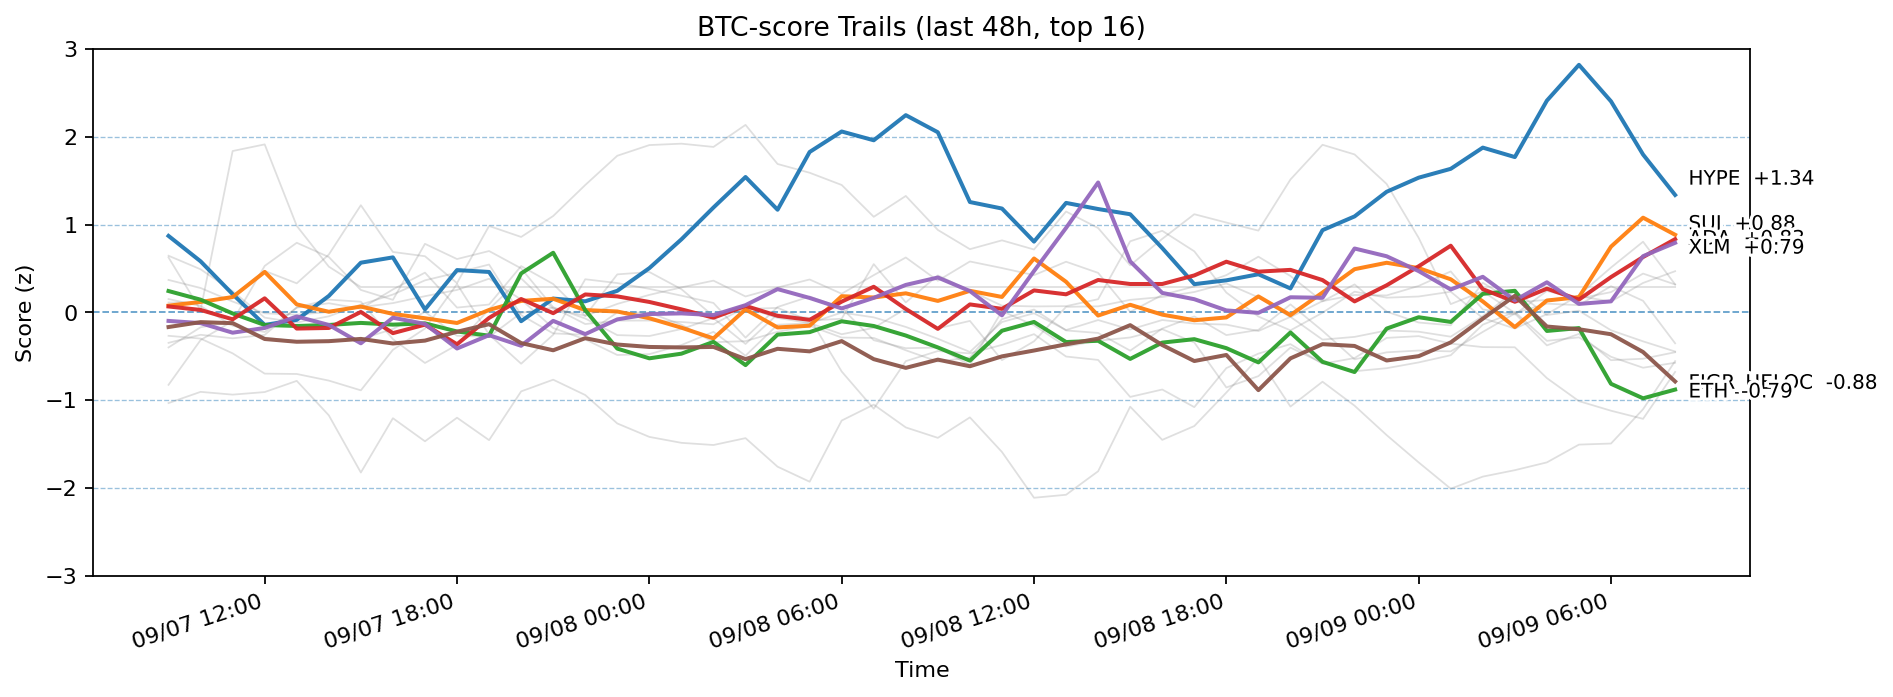 BTC-score Trails (last 48h, top 16)
Score (z)
3
2
1
0
−1
−2
−3
HYPE +1.34
SUI +0.88
XLM +0.79
-0.88
ETH -0.79
09/07 12:00
09/07 18:00
09/08 00:00
09/08 06:00
09/08 12:00
09/08 18:00
09/09 00:00
09/09 06:00
Time